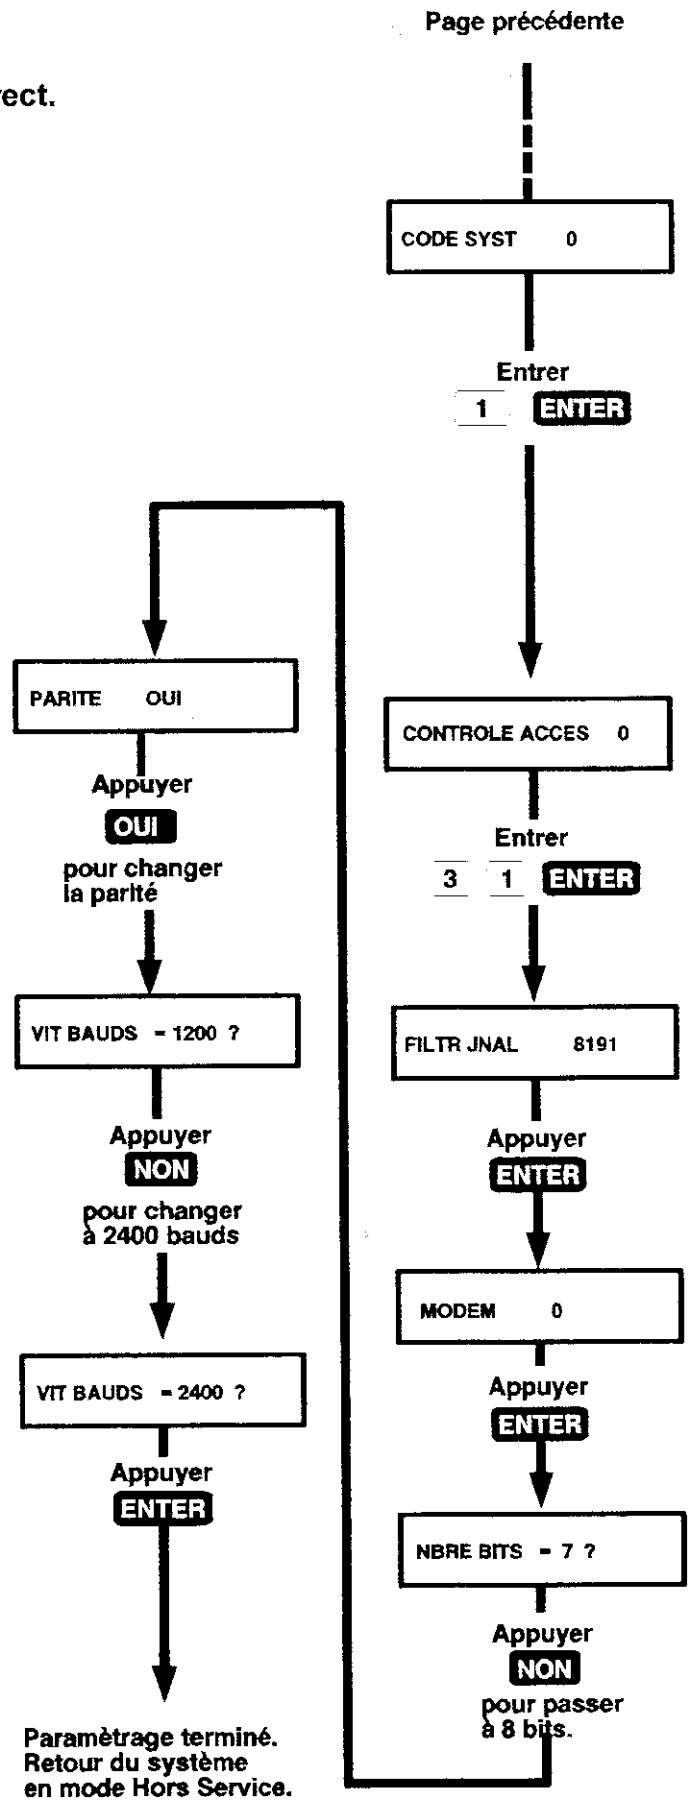 Page précédente
ect.
CODE SYST 0
Entrer
1 ENTER
CONTROLE ACCES 0
Entrer
3 1 ENTER
FILTR JNAL 8191
Appuyer
ENTER
MODEM 0
Appuyer
ENTER
NBRE BITS = 7 ?
Appuyer
NON
pour passer
à 8 bits.
PARITE OUI
Appuyer
OUI
pour changer
la parité
VIT BAUDS = 1200 ?
Appuyer
NON
pour changer
à 2400 bauds
VIT BAUDS = 2400 ?
Appuyer
ENTER
Paramètrage terminé.
Retour du système
en mode Hors Service.